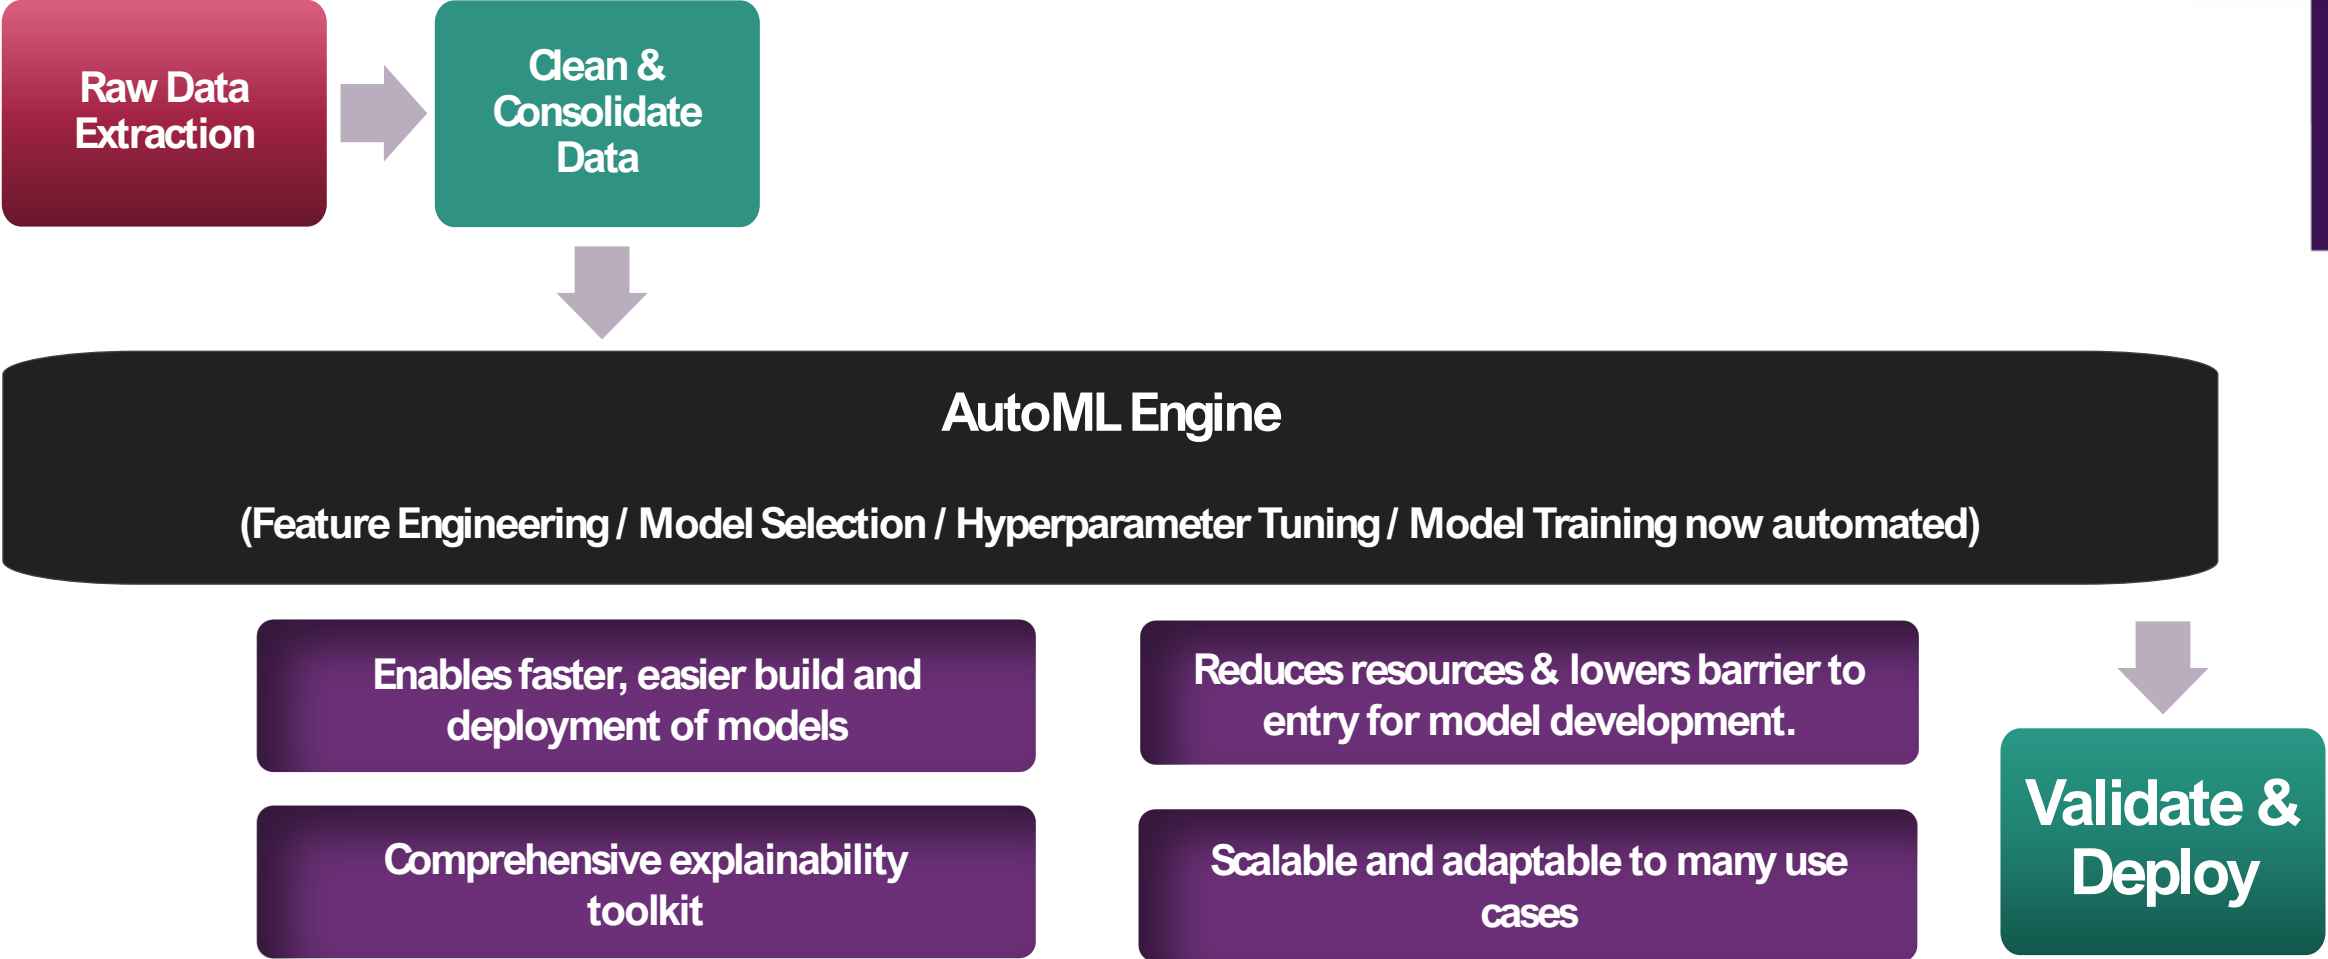 Raw Data
Extraction
Clean &
Consolidate
Data
AutoML Engine
(Feature Engineering / Model Selection / Hyperparameter Tuning / Model Training now automated)
Enables faster, easier build and
deployment of models
Reduces resources & lowers barrier to
entry for model development.
Comprehensive explainability
toolkit
Scalable and adaptable to many use
cases
Validate &
Deploy